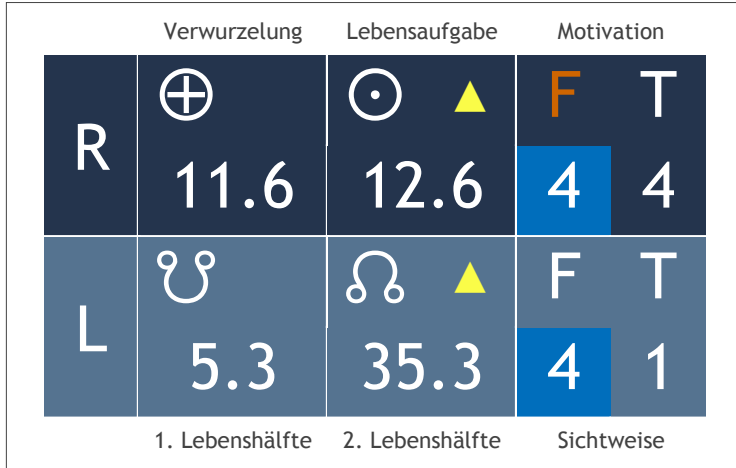 Verwurzelung Lebensaufgabe Motivation
R ⊕ ☉ ▲ F T
11.6 12.6 4 4
L ☋ ☊ ▲ F T
5.3 35.3 4 1
1. Lebenshälfte 2. Lebenshälfte Sichtweise